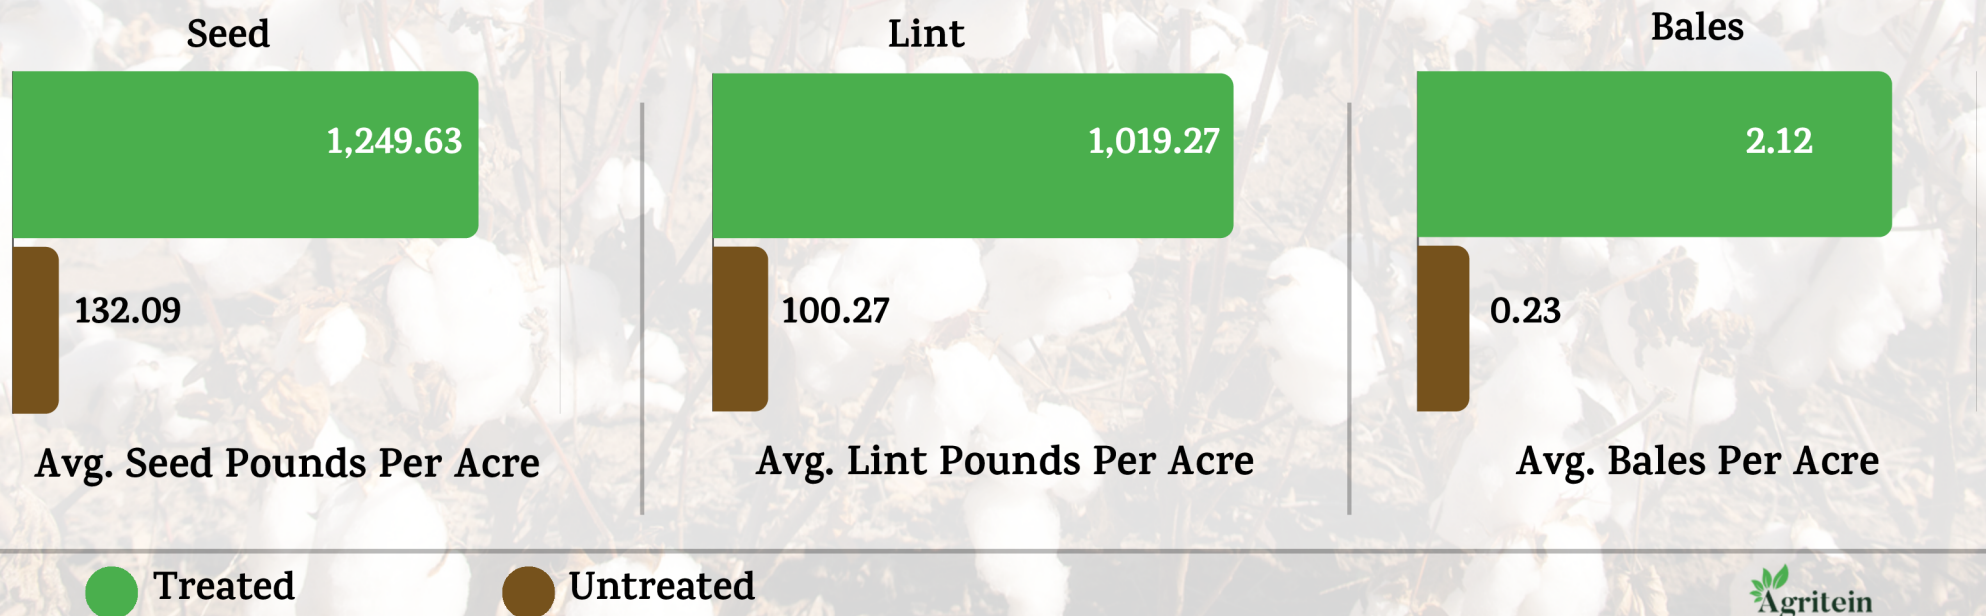 Seed
1,249.63
132.09
Avg. Seed Pounds Per Acre
Lint
1,019.27
100.27
Avg. Lint Pounds Per Acre
Bales
2.12
0.23
Avg. Bales Per Acre
Treated
Untreated
Agritein